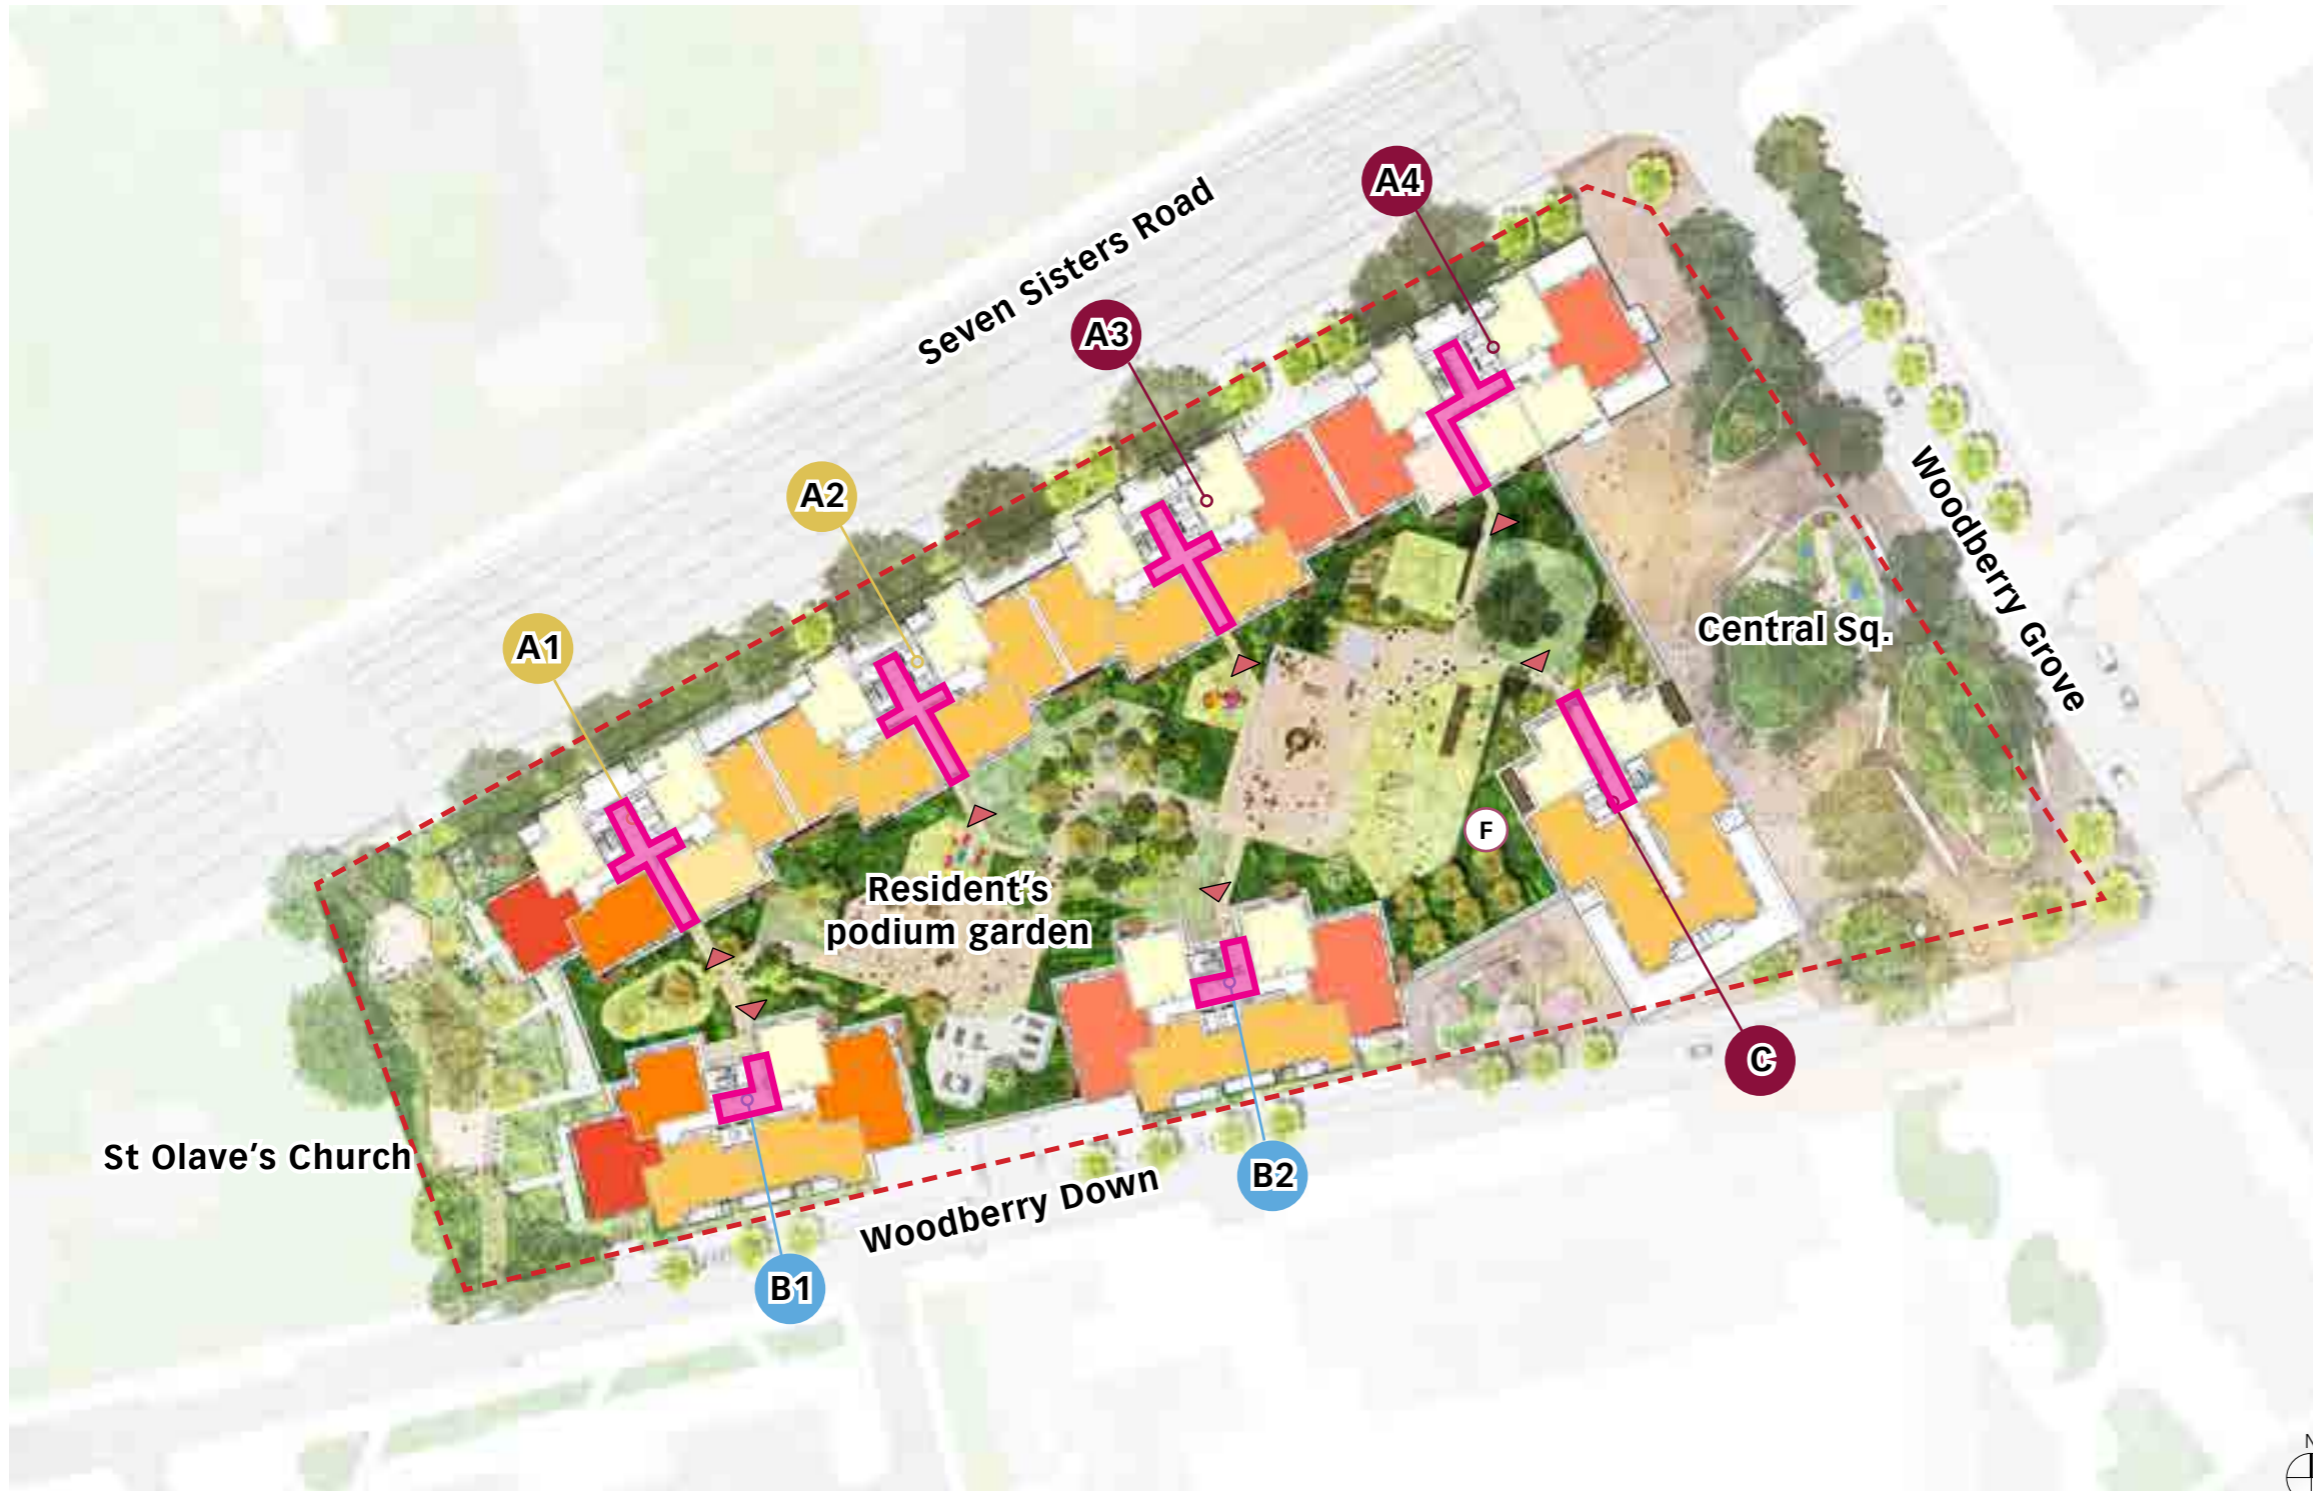 A4
Seven Sisters Road
A3
A2
Woodberry Grove
Central Sq.
A1
F
Resident's
podium garden
C
St Olave's Church
B2
Woodberry Down
B1
N